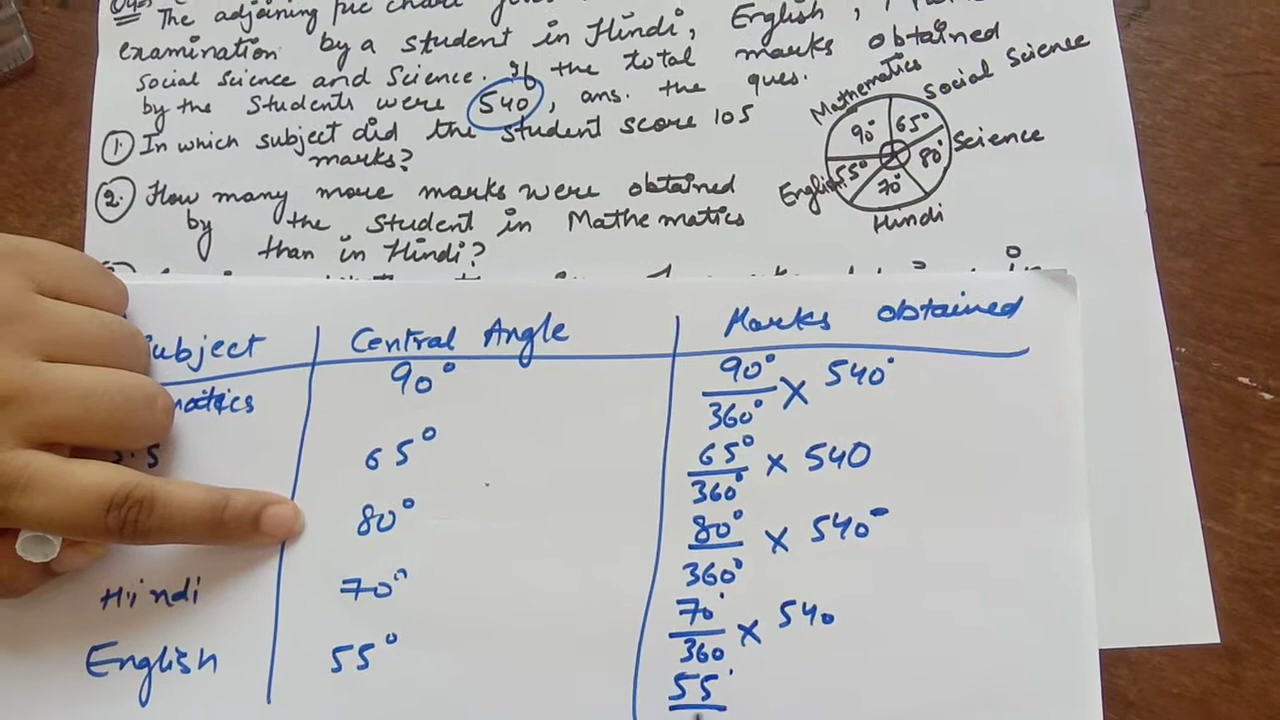 The adjoining pie chart
examination by a student in Hindi, English,
Social Science and Science. If the total marks obtained
by the students were 540, ans. the ques.
1. In which subject did the student score 105
marks?
2. How many more marks were obtained
by the student in Mathematics
than in Hindi?
Mathematics
Social Science
90° 65°
Science
80°
English 55°
70°
Hindi
Subject Central Angle Marks obtained
matics 90° 90°/360° × 540°
S.S 65° 65°/360° × 540
80° 80°/360° × 540°
Hindi 70° 70°/360 × 540
English 55° 55°